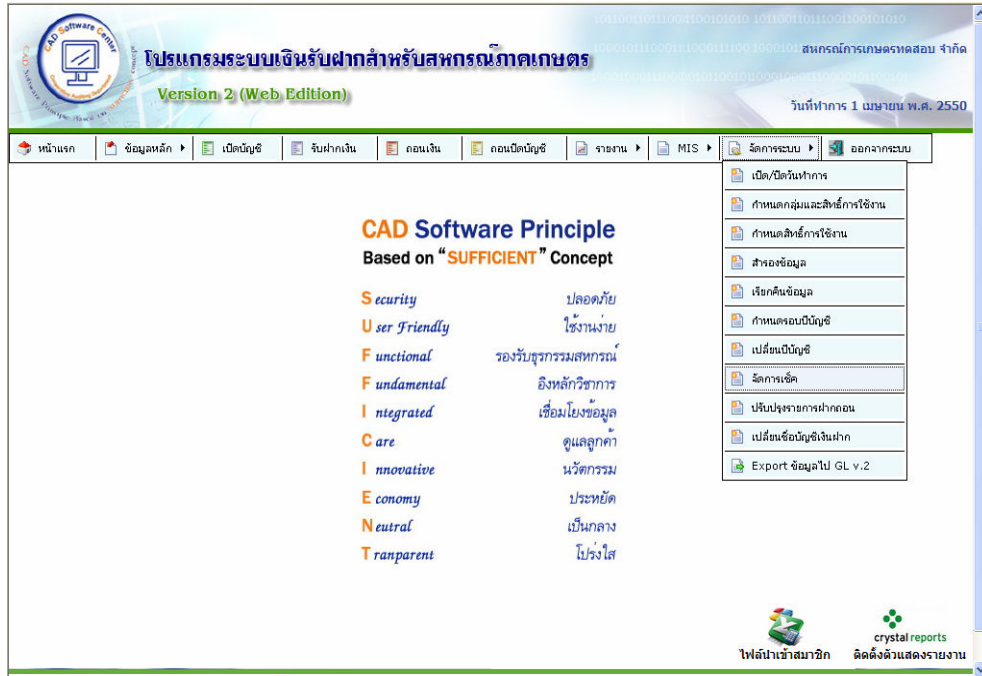 CAD Software Center
โปรแกรมระบบเงินรับฝากสำหรับสหกรณ์ภาคเกษตร
Version 2 (Web Edition)
สหกรณ์การเกษตรทดสอบ จำกัด
วันที่ทำการ 1 เมษายน พ.ศ. 2550
หน้าแรก ข้อมูลหลัก เปิดบัญชี รับฝากเงิน ถอนเงิน ถอนปิดบัญชี รายงาน MIS จัดการระบบ ออกจากระบบ
เปิด/ปิดวันทำการ
กำหนดกลุ่มและสิทธิ์การใช้งาน
กำหนดสิทธิ์การใช้งาน
สำรองข้อมูล
เรียกคืนข้อมูล
กำหนดรอบปีบัญชี
เปลี่ยนปีบัญชี
จัดการเช็ค
ปรับปรุงรายการฝากถอน
เปลี่ยนชื่อบัญชีเงินฝาก
Export ข้อมูลไป GL v.2
CAD Software Principle
Based on "SUFFICIENT" Concept
Security ปลอดภัย
User Friendly ใช้งานง่าย
Functional รองรับธุรกรรมสหกรณ์
Fundamental อิงหลักวิชาการ
Integrated เชื่อมโยงข้อมูล
Care ดูแลลูกค้า
Innovative นวัตกรรม
Economy ประหยัด
Neutral เป็นกลาง
Tranparent โปร่งใส
ไฟล์นำเข้าสมาชิก
crystal reports
ติดตั้งตัวแสดงรายงาน